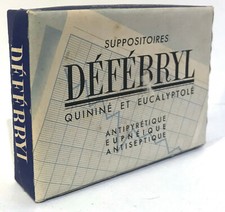 SUPPOSITOIRES
DÉFÉBRYL
QUININE ET EUCALYPTOLE
ANTIPYRÉTIQUE
EUPNÉIQUE
ANTISEPTIQUE
DÉFÉBRYL